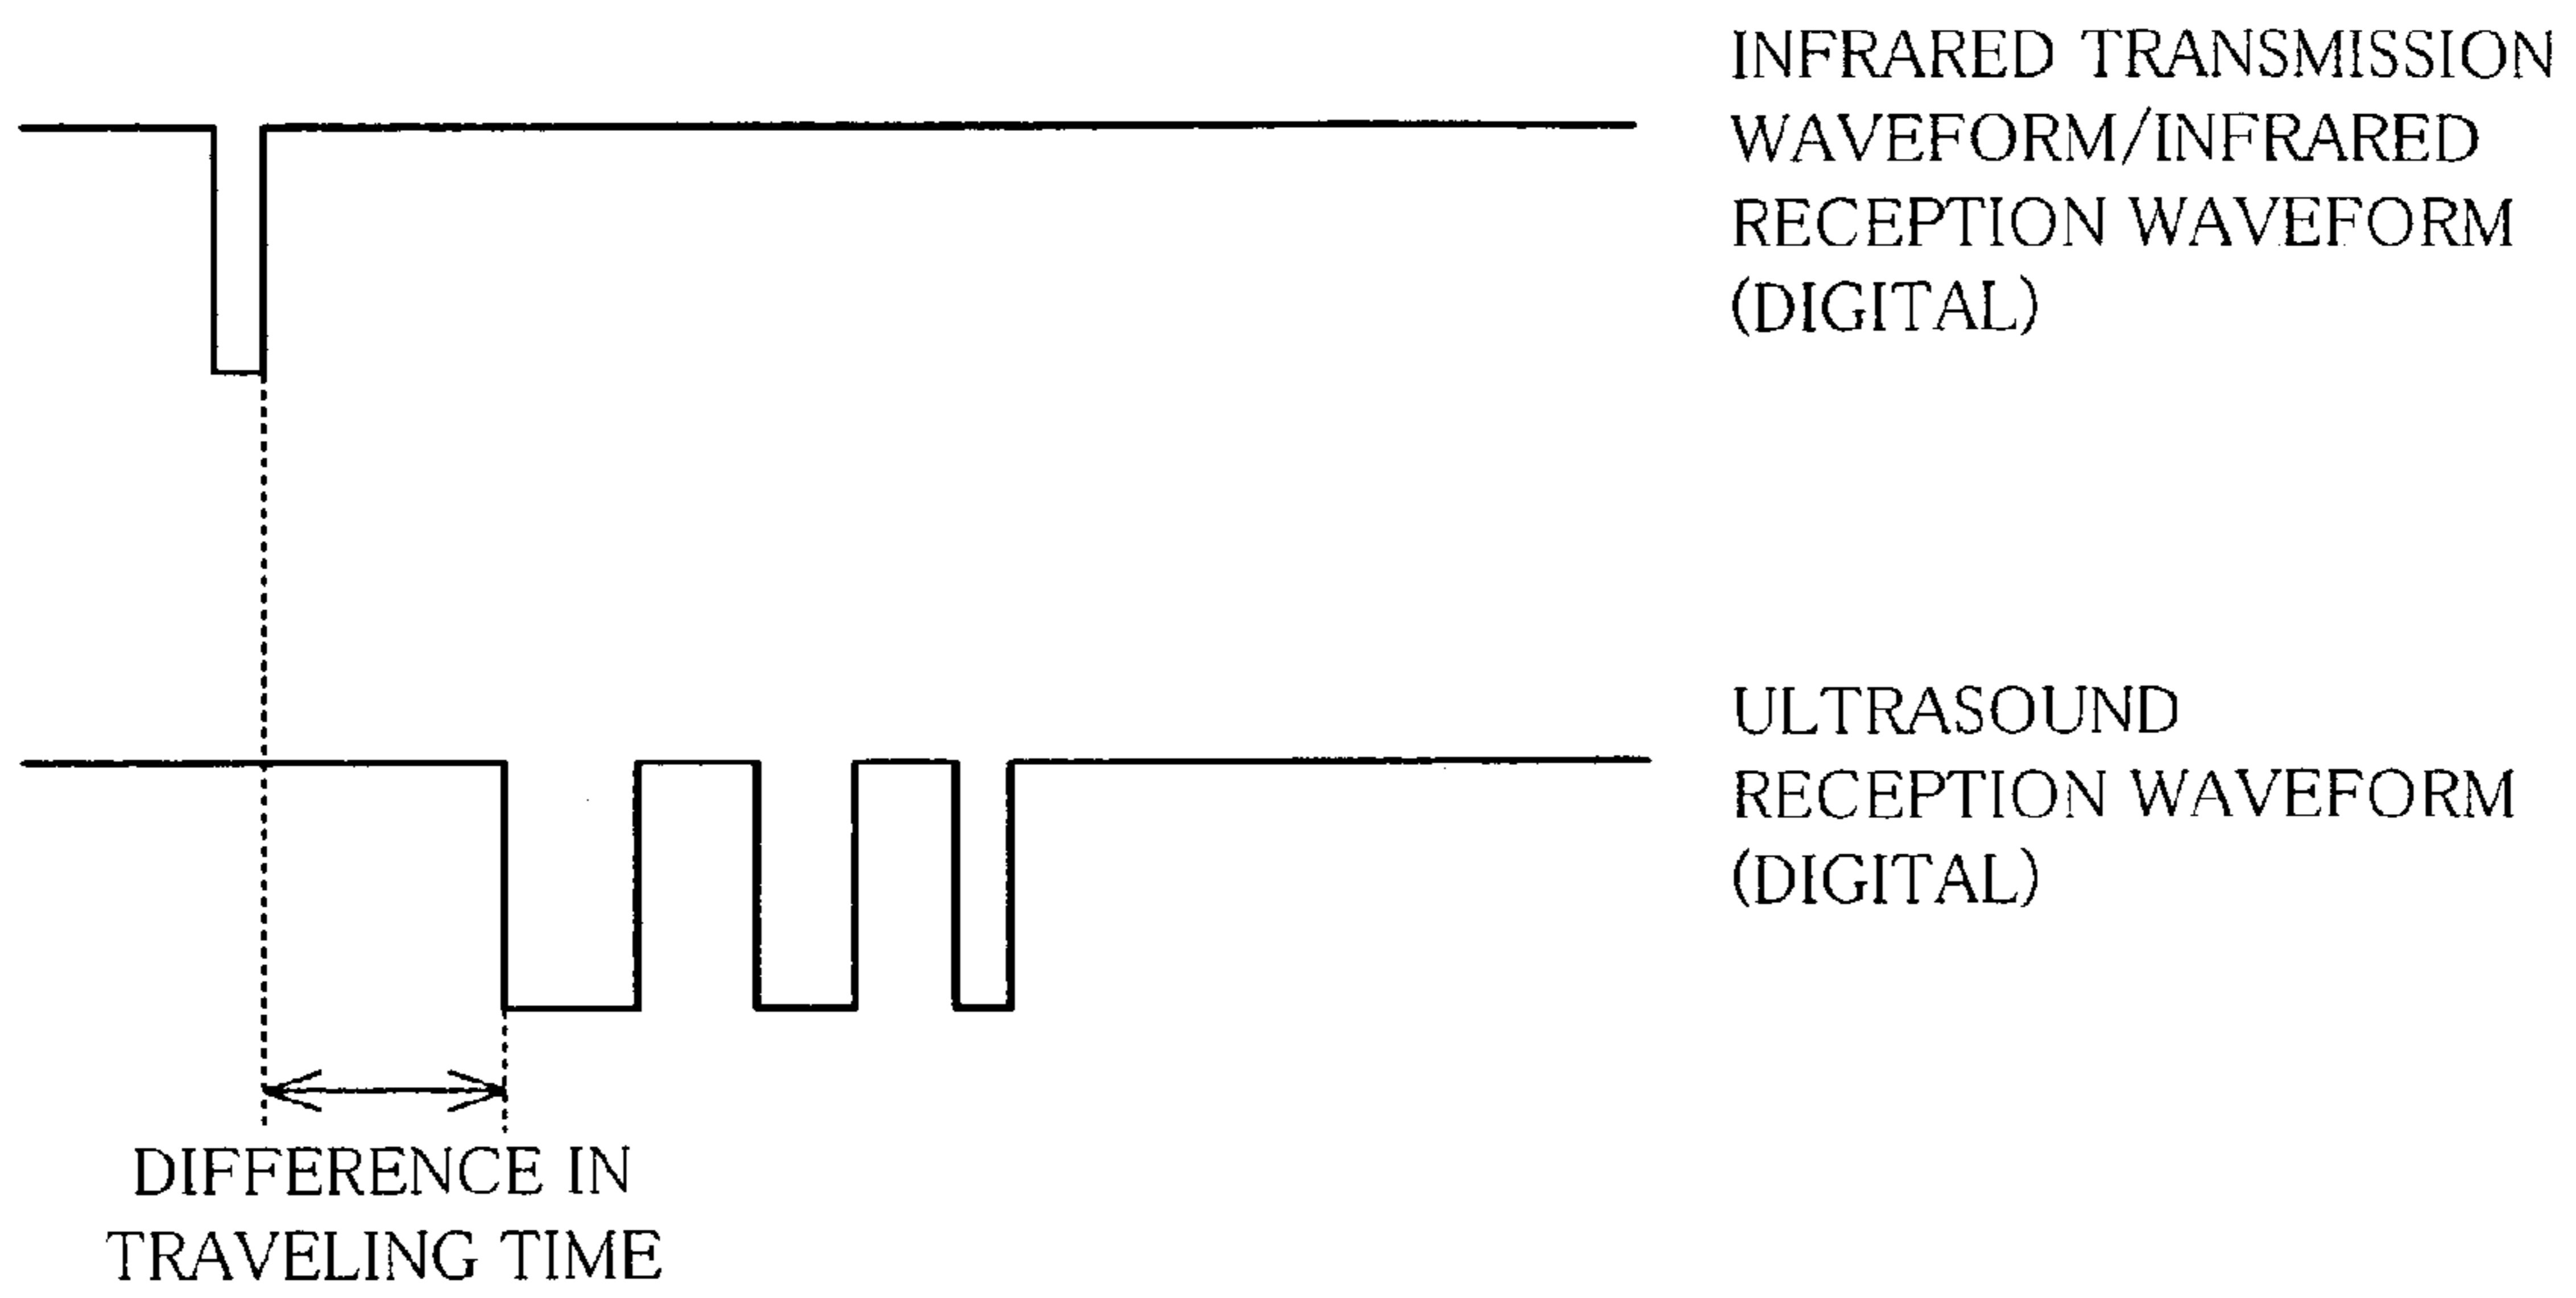 INFRARED TRANSMISSION
WAVEFORM/INFRARED
RECEPTION WAVEFORM
(DIGITAL)
ULTRASOUND
RECEPTION WAVEFORM
(DIGITAL)
DIFFERENCE IN
TRAVELING TIME